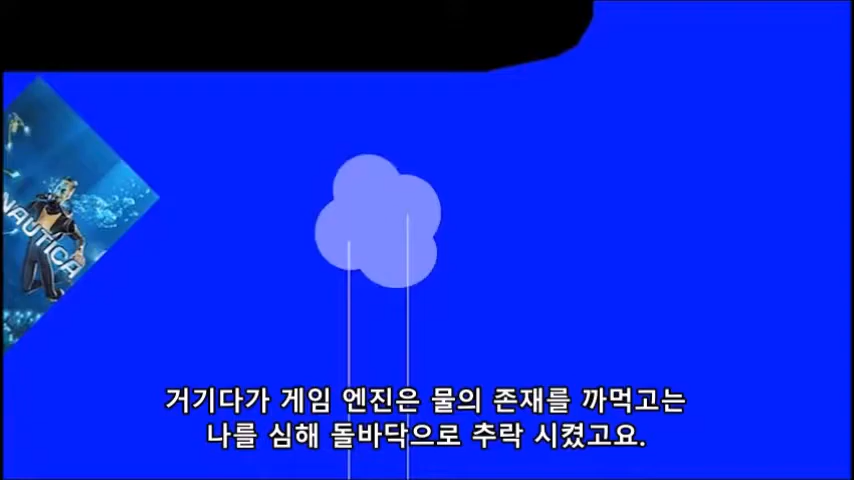 NAUTICA
거기다가 게임 엔진은 물의 존재를 까먹고는
나를 심해 돌바닥으로 추락 시켰고요.